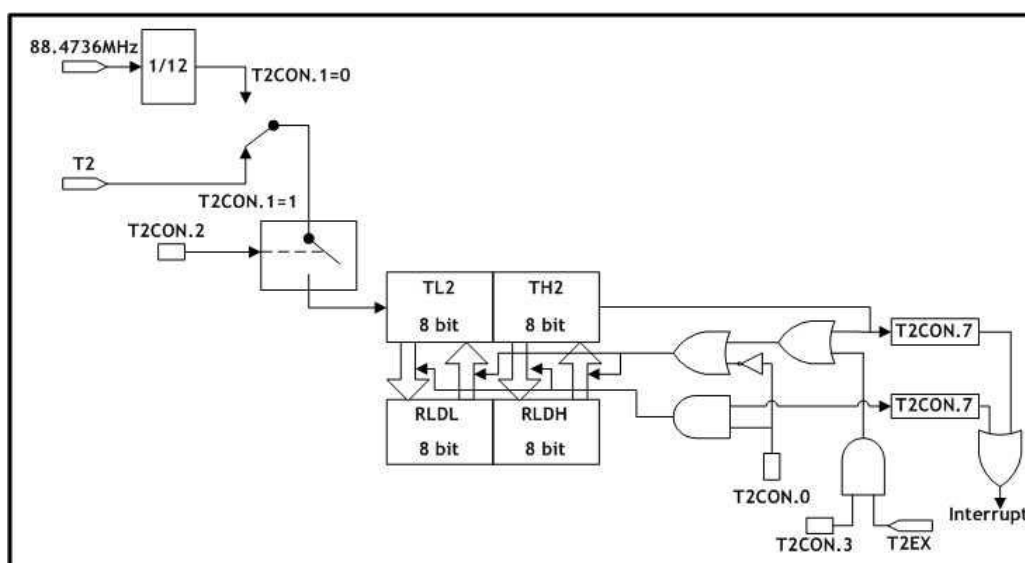 88.4736MHz
1/12
T2CON.1=0
T2
T2CON.1=1
T2CON.2
TL2
8 bit
TH2
8 bit
T2CON.7
RLDL
8 bit
RLDH
8 bit
T2CON.7
T2CON.0
Interrupt
T2CON.3
T2EX